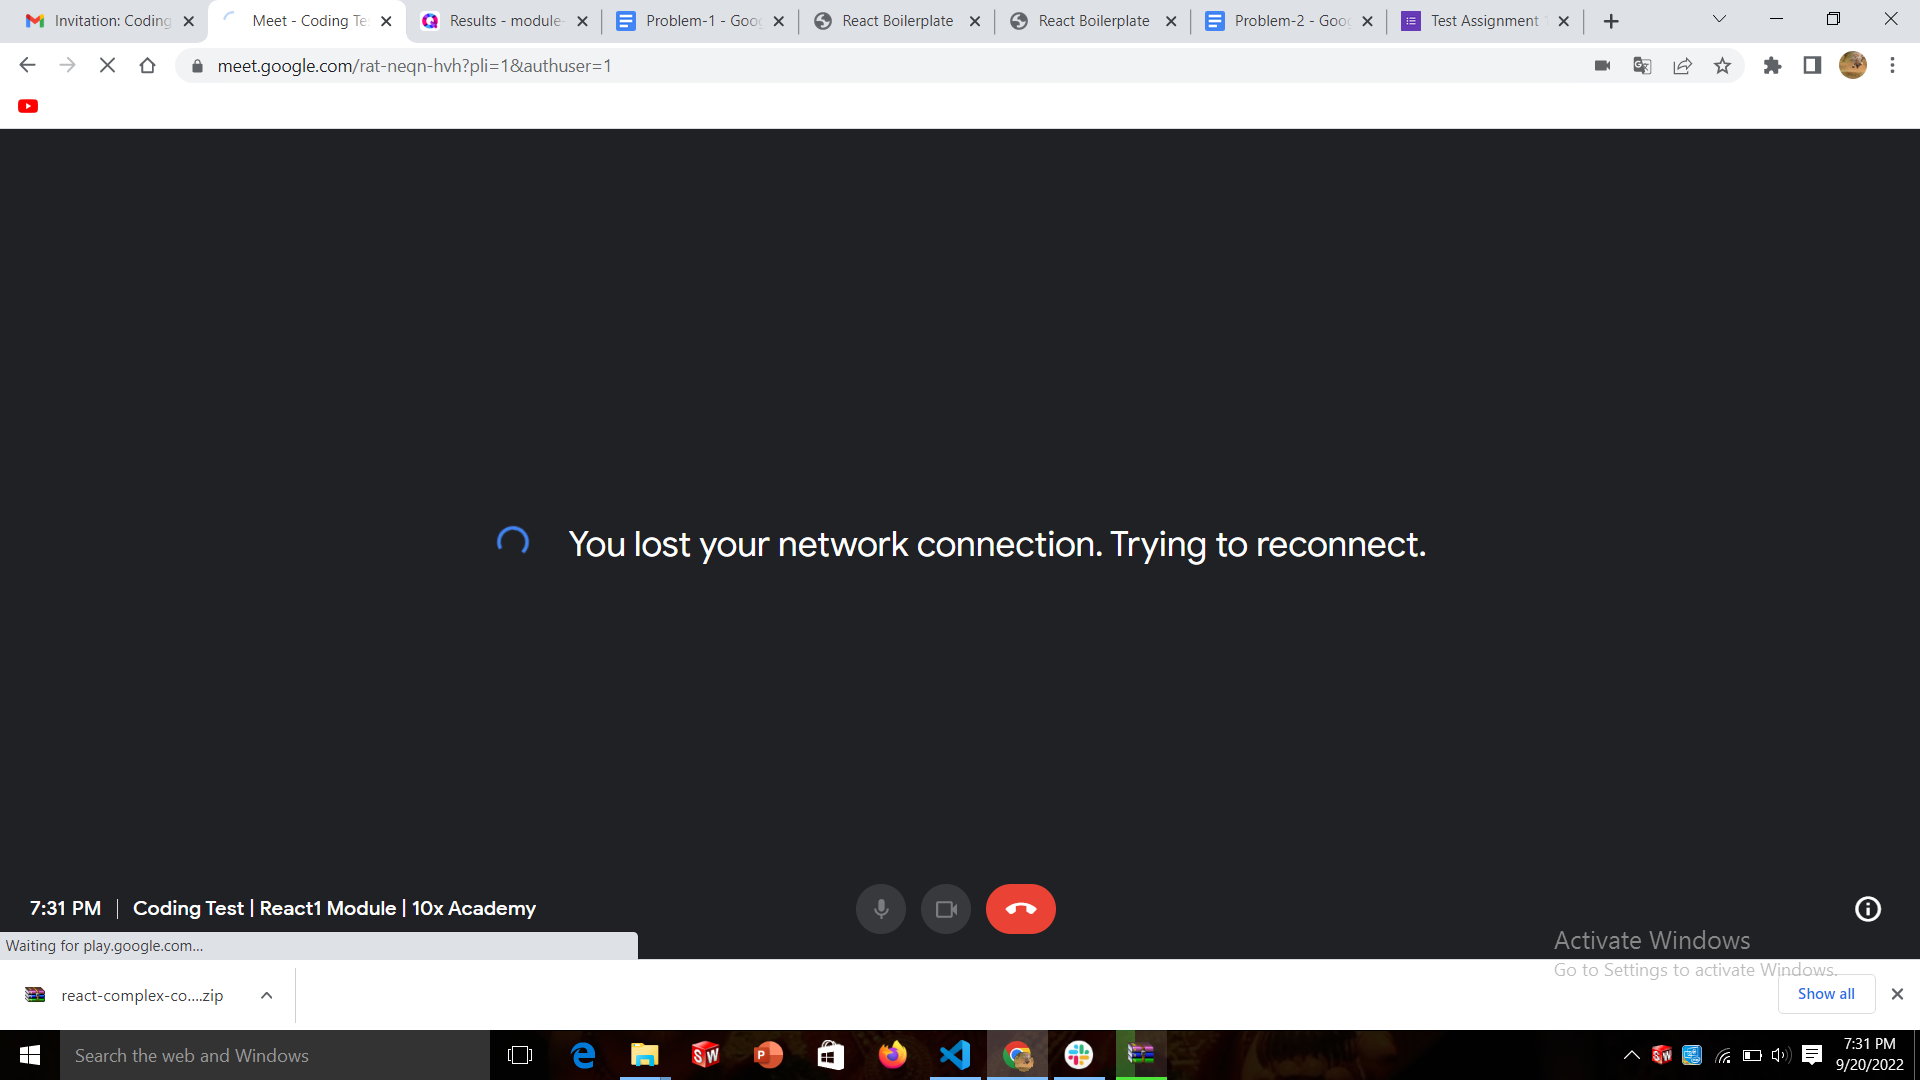 Invitation: Coding
Meet - Coding Te
Results - module-
Problem-1 - Goo
React Boilerplate
React Boilerplate
Problem-2 - Goo
Test Assignment
meet.google.com/rat-neqn-hvh?pli=1&authuser=1
You lost your network connection. Trying to reconnect.
7:31 PM | Coding Test | React1 Module | 10x Academy
Waiting for play.google.com...
Activate Windows
Go to Settings to activate Windows.
react-complex-co....zip
Show all
Search the web and Windows
7:31 PM
9/20/2022